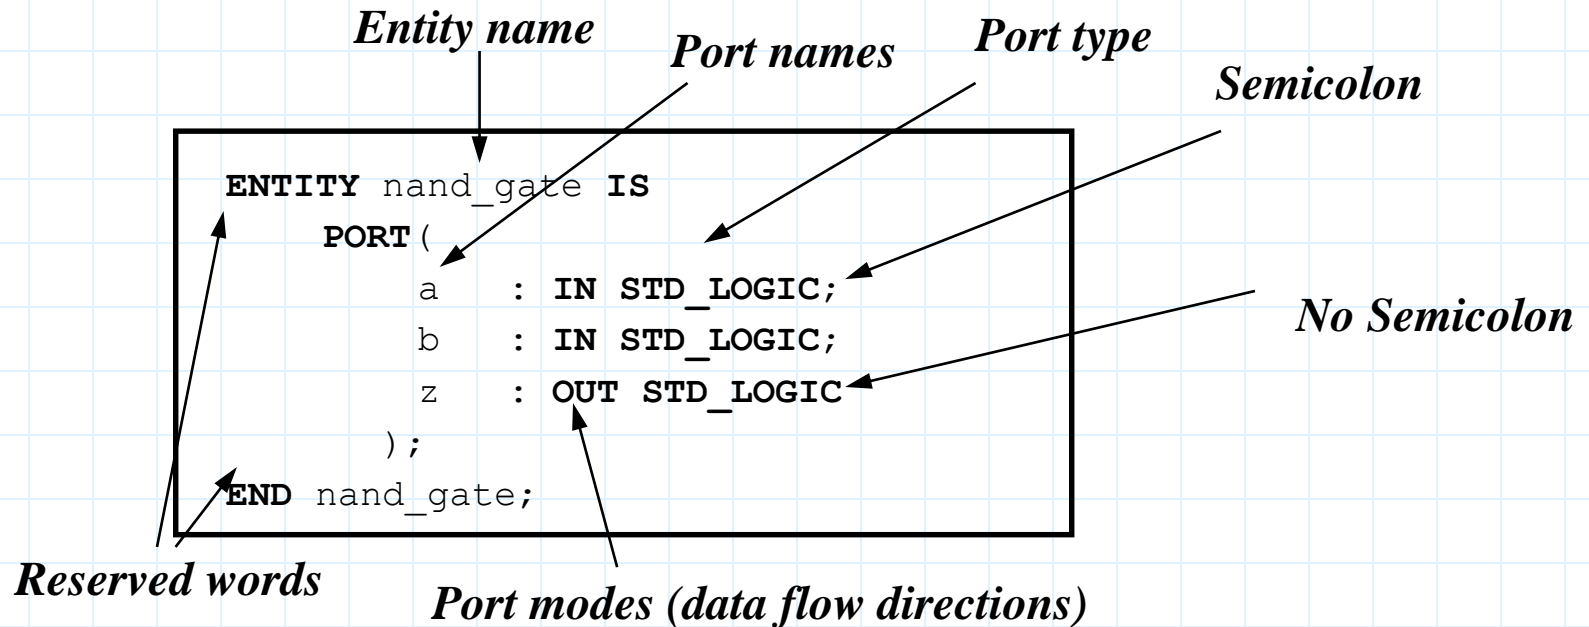 Entity name
Port names
Port type
Semicolon
ENTITY nand_gate IS
PORT(
a : IN STD_LOGIC;
b : IN STD_LOGIC;
No Semicolon
z : OUT STD_LOGIC
);
END nand_gate;
Reserved words
Port modes (data flow directions)